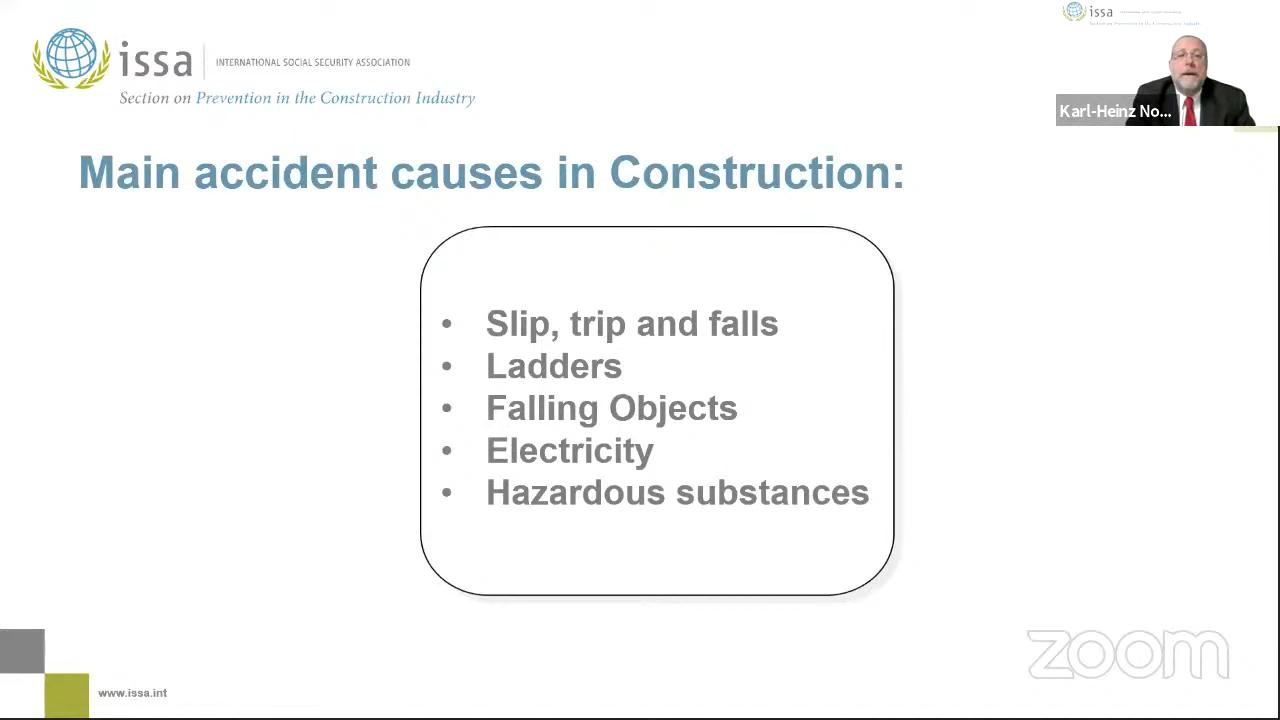 issa
INTERNATIONAL SOCIAL SECURITY ASSOCIATION
Section on Prevention in the Construction Industry
issa
Karl-Heinz No...
Main accident causes in Construction:
• Slip, trip and falls
• Ladders
• Falling Objects
• Electricity
• Hazardous substances
zoom
www.issa.int